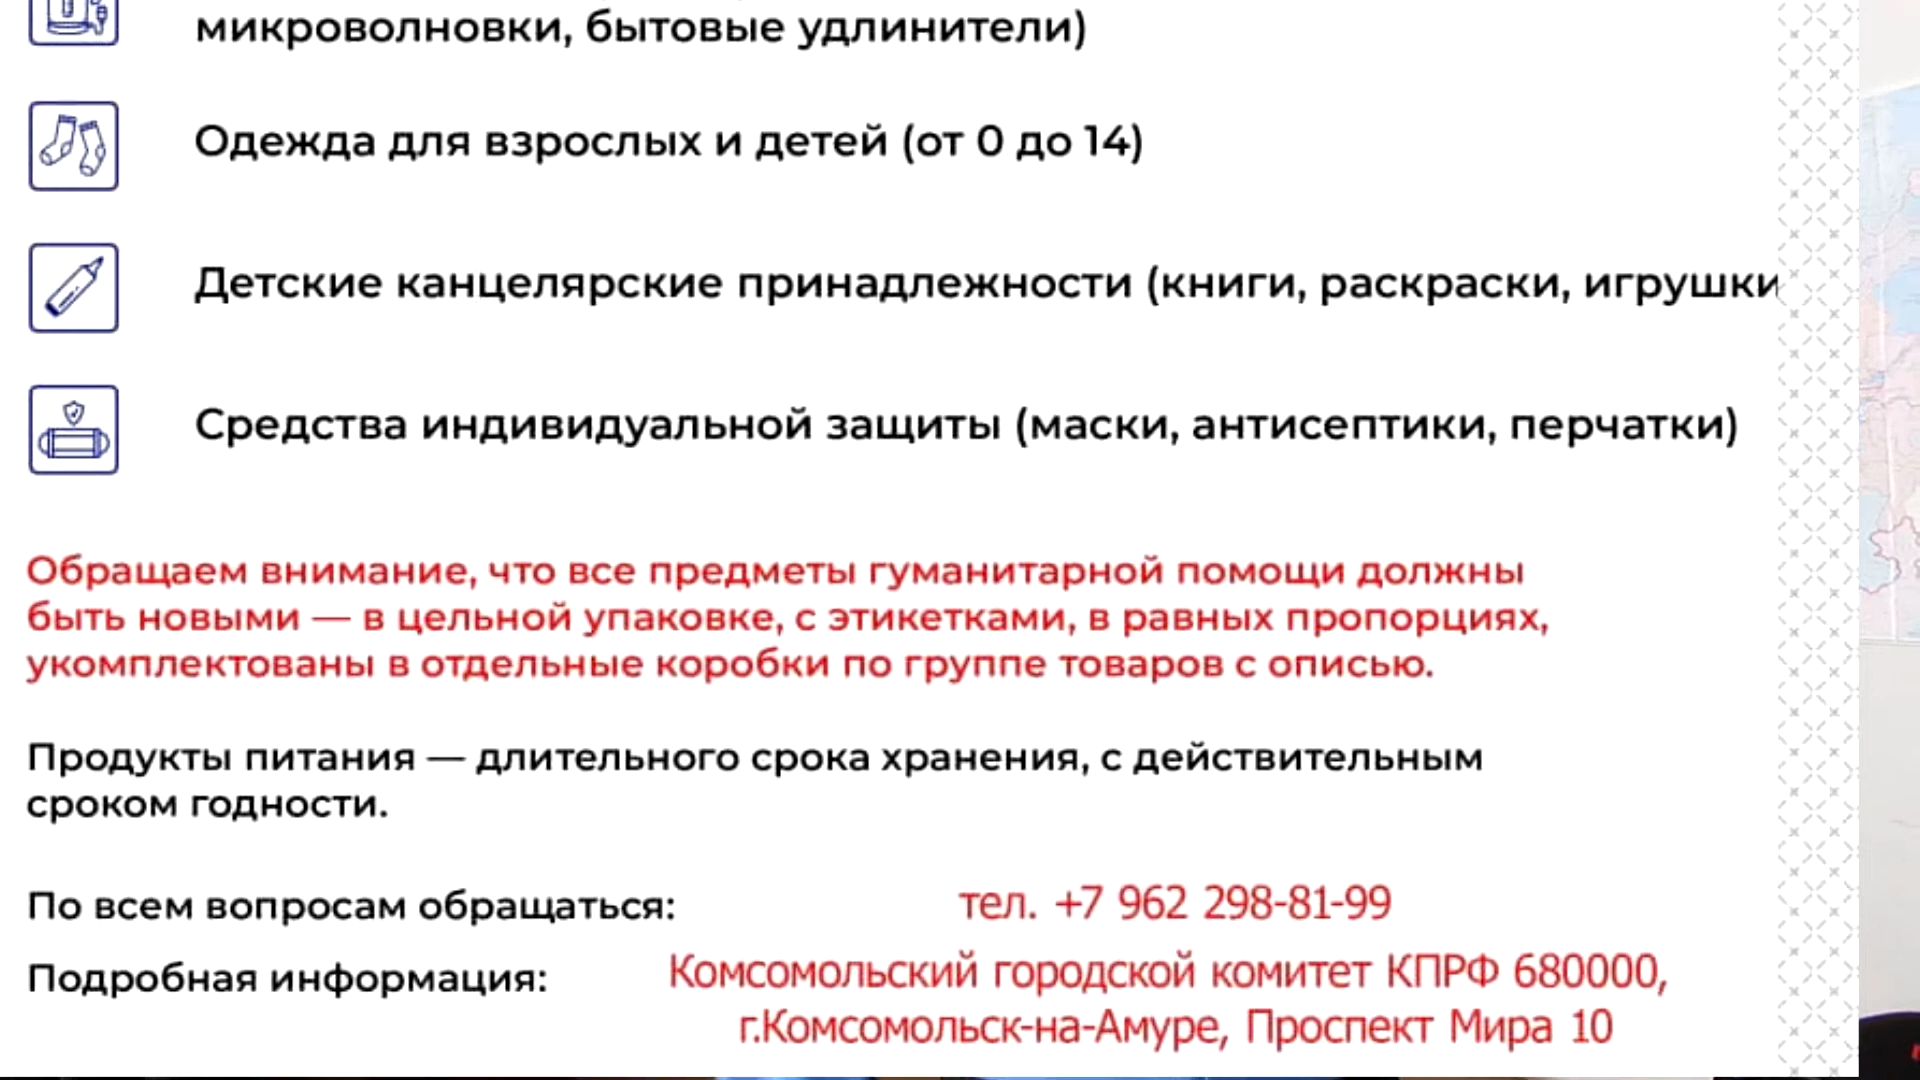 микроволновки, бытовые удлинители)
Одежда для взрослых и детей (от 0 до 14)
Детские канцелярские принадлежности (книги, раскраски, игрушки
Средства индивидуальной защиты (маски, антисептики, перчатки)
Обращаем внимание, что все предметы гуманитарной помощи должны
быть новыми — в цельной упаковке, с этикетками, в равных пропорциях,
укомплектованы в отдельные коробки по группе товаров с описью.
Продукты питания — длительного срока хранения, с действительным
сроком годности.
По всем вопросам обращаться: тел. +7 962 298-81-99
Подробная информация: Комсомольский городской комитет КПРФ 680000,
г.Комсомольск-на-Амуре, Проспект Мира 10